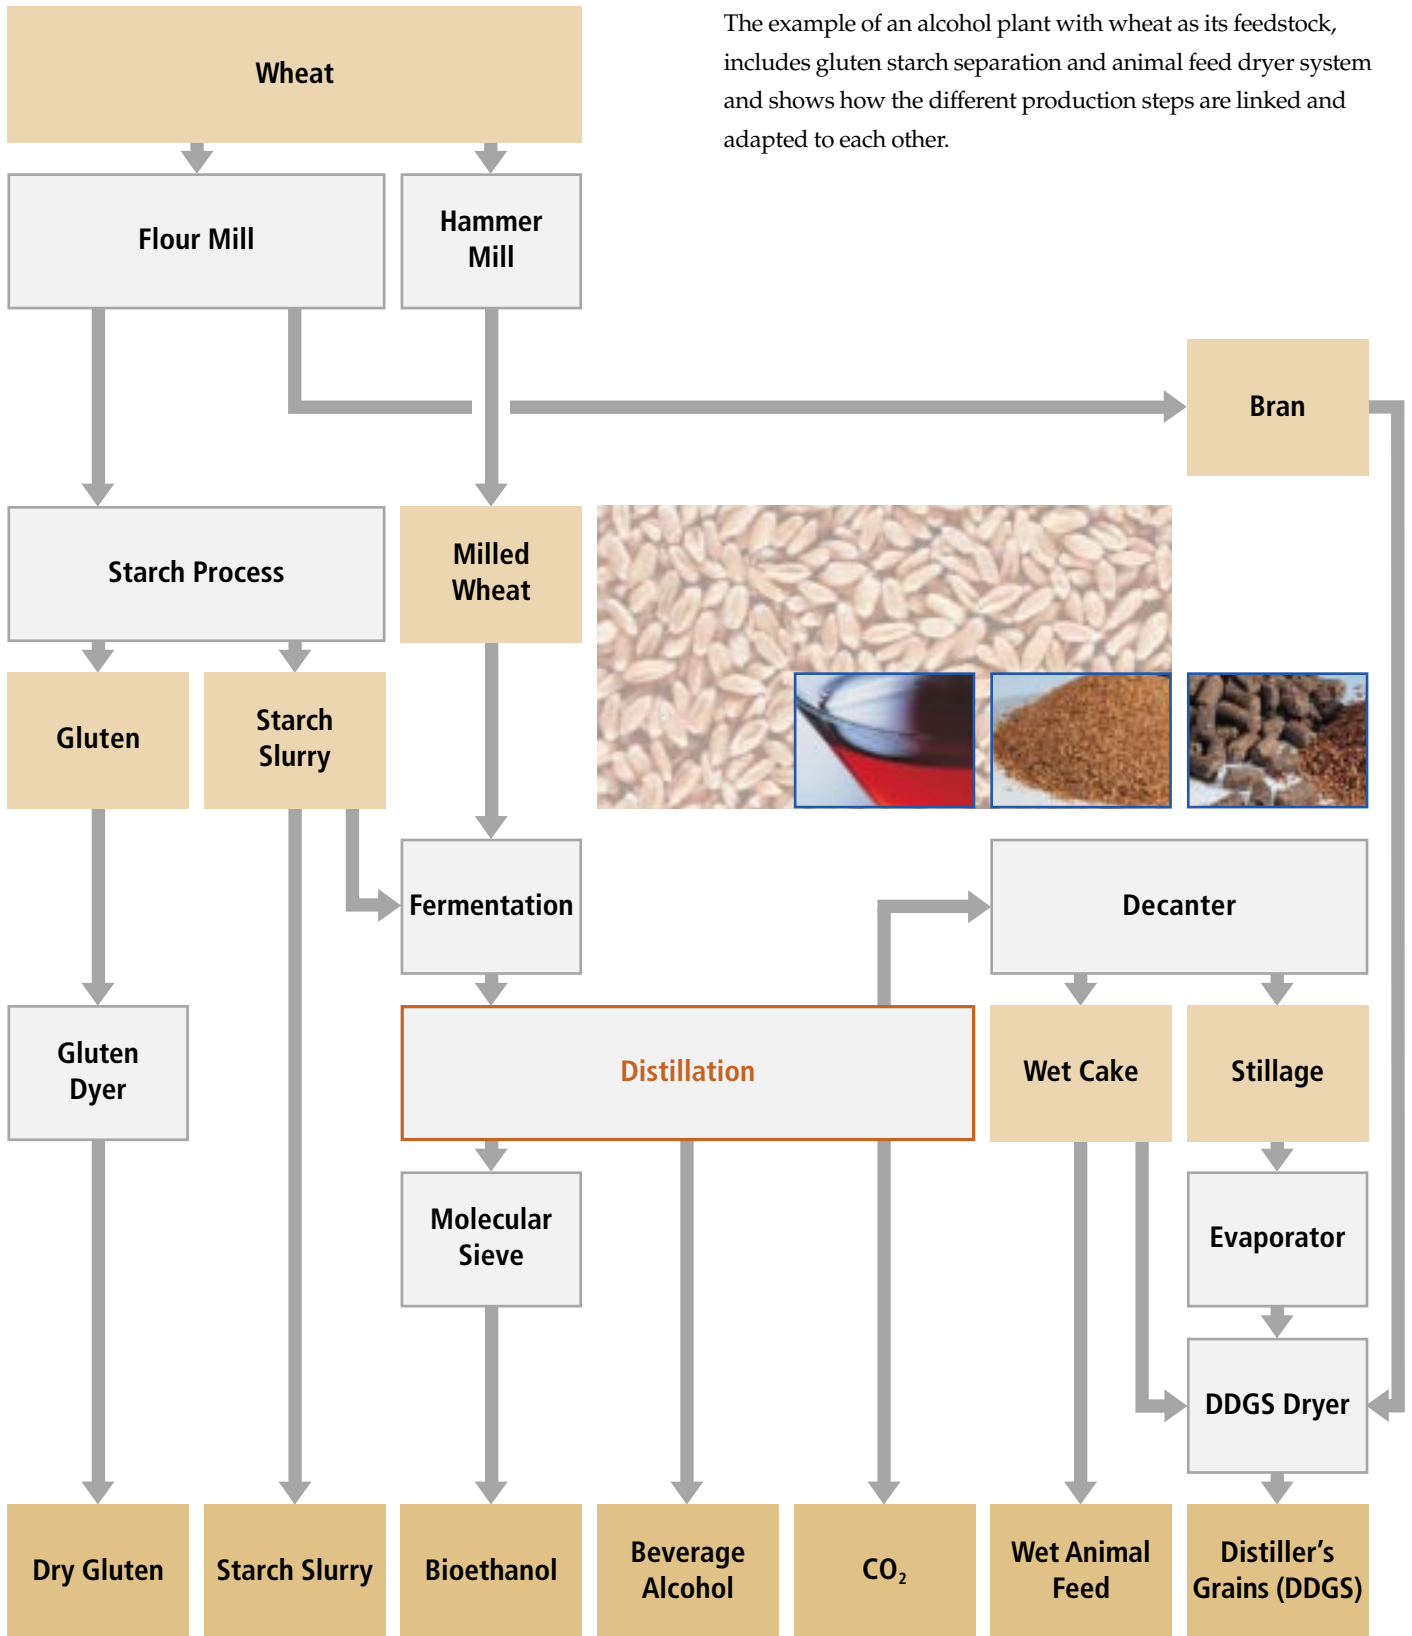 The example of an alcohol plant with wheat as its feedstock,
includes gluten starch separation and animal feed dryer system
and shows how the different production steps are linked and
adapted to each other.
Wheat
Flour Mill
Hammer
Mill
Bran
Starch Process
Milled
Wheat
Gluten
Starch
Slurry
Fermentation
Decanter
Gluten
Dyer
Distillation
Wet Cake
Stillage
Molecular
Sieve
Evaporator
DDGS Dryer
Dry Gluten
Starch Slurry
Bioethanol
Beverage
Alcohol
CO₂
Wet Animal
Feed
Distiller's
Grains (DDGS)